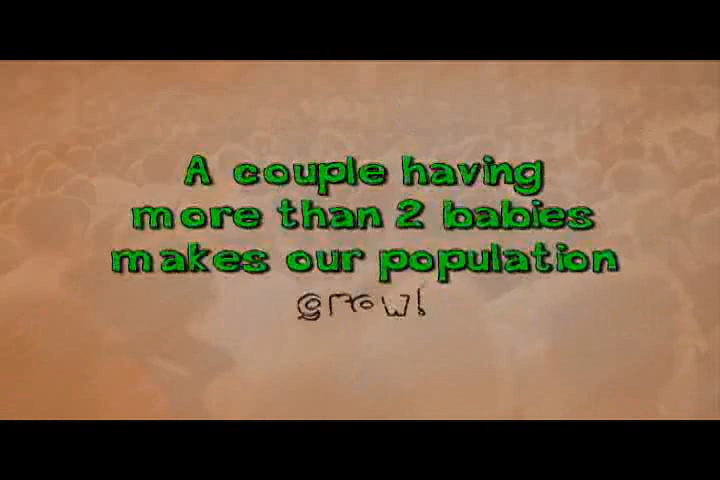 A couple having
more than 2 babies
makes our population
grow!